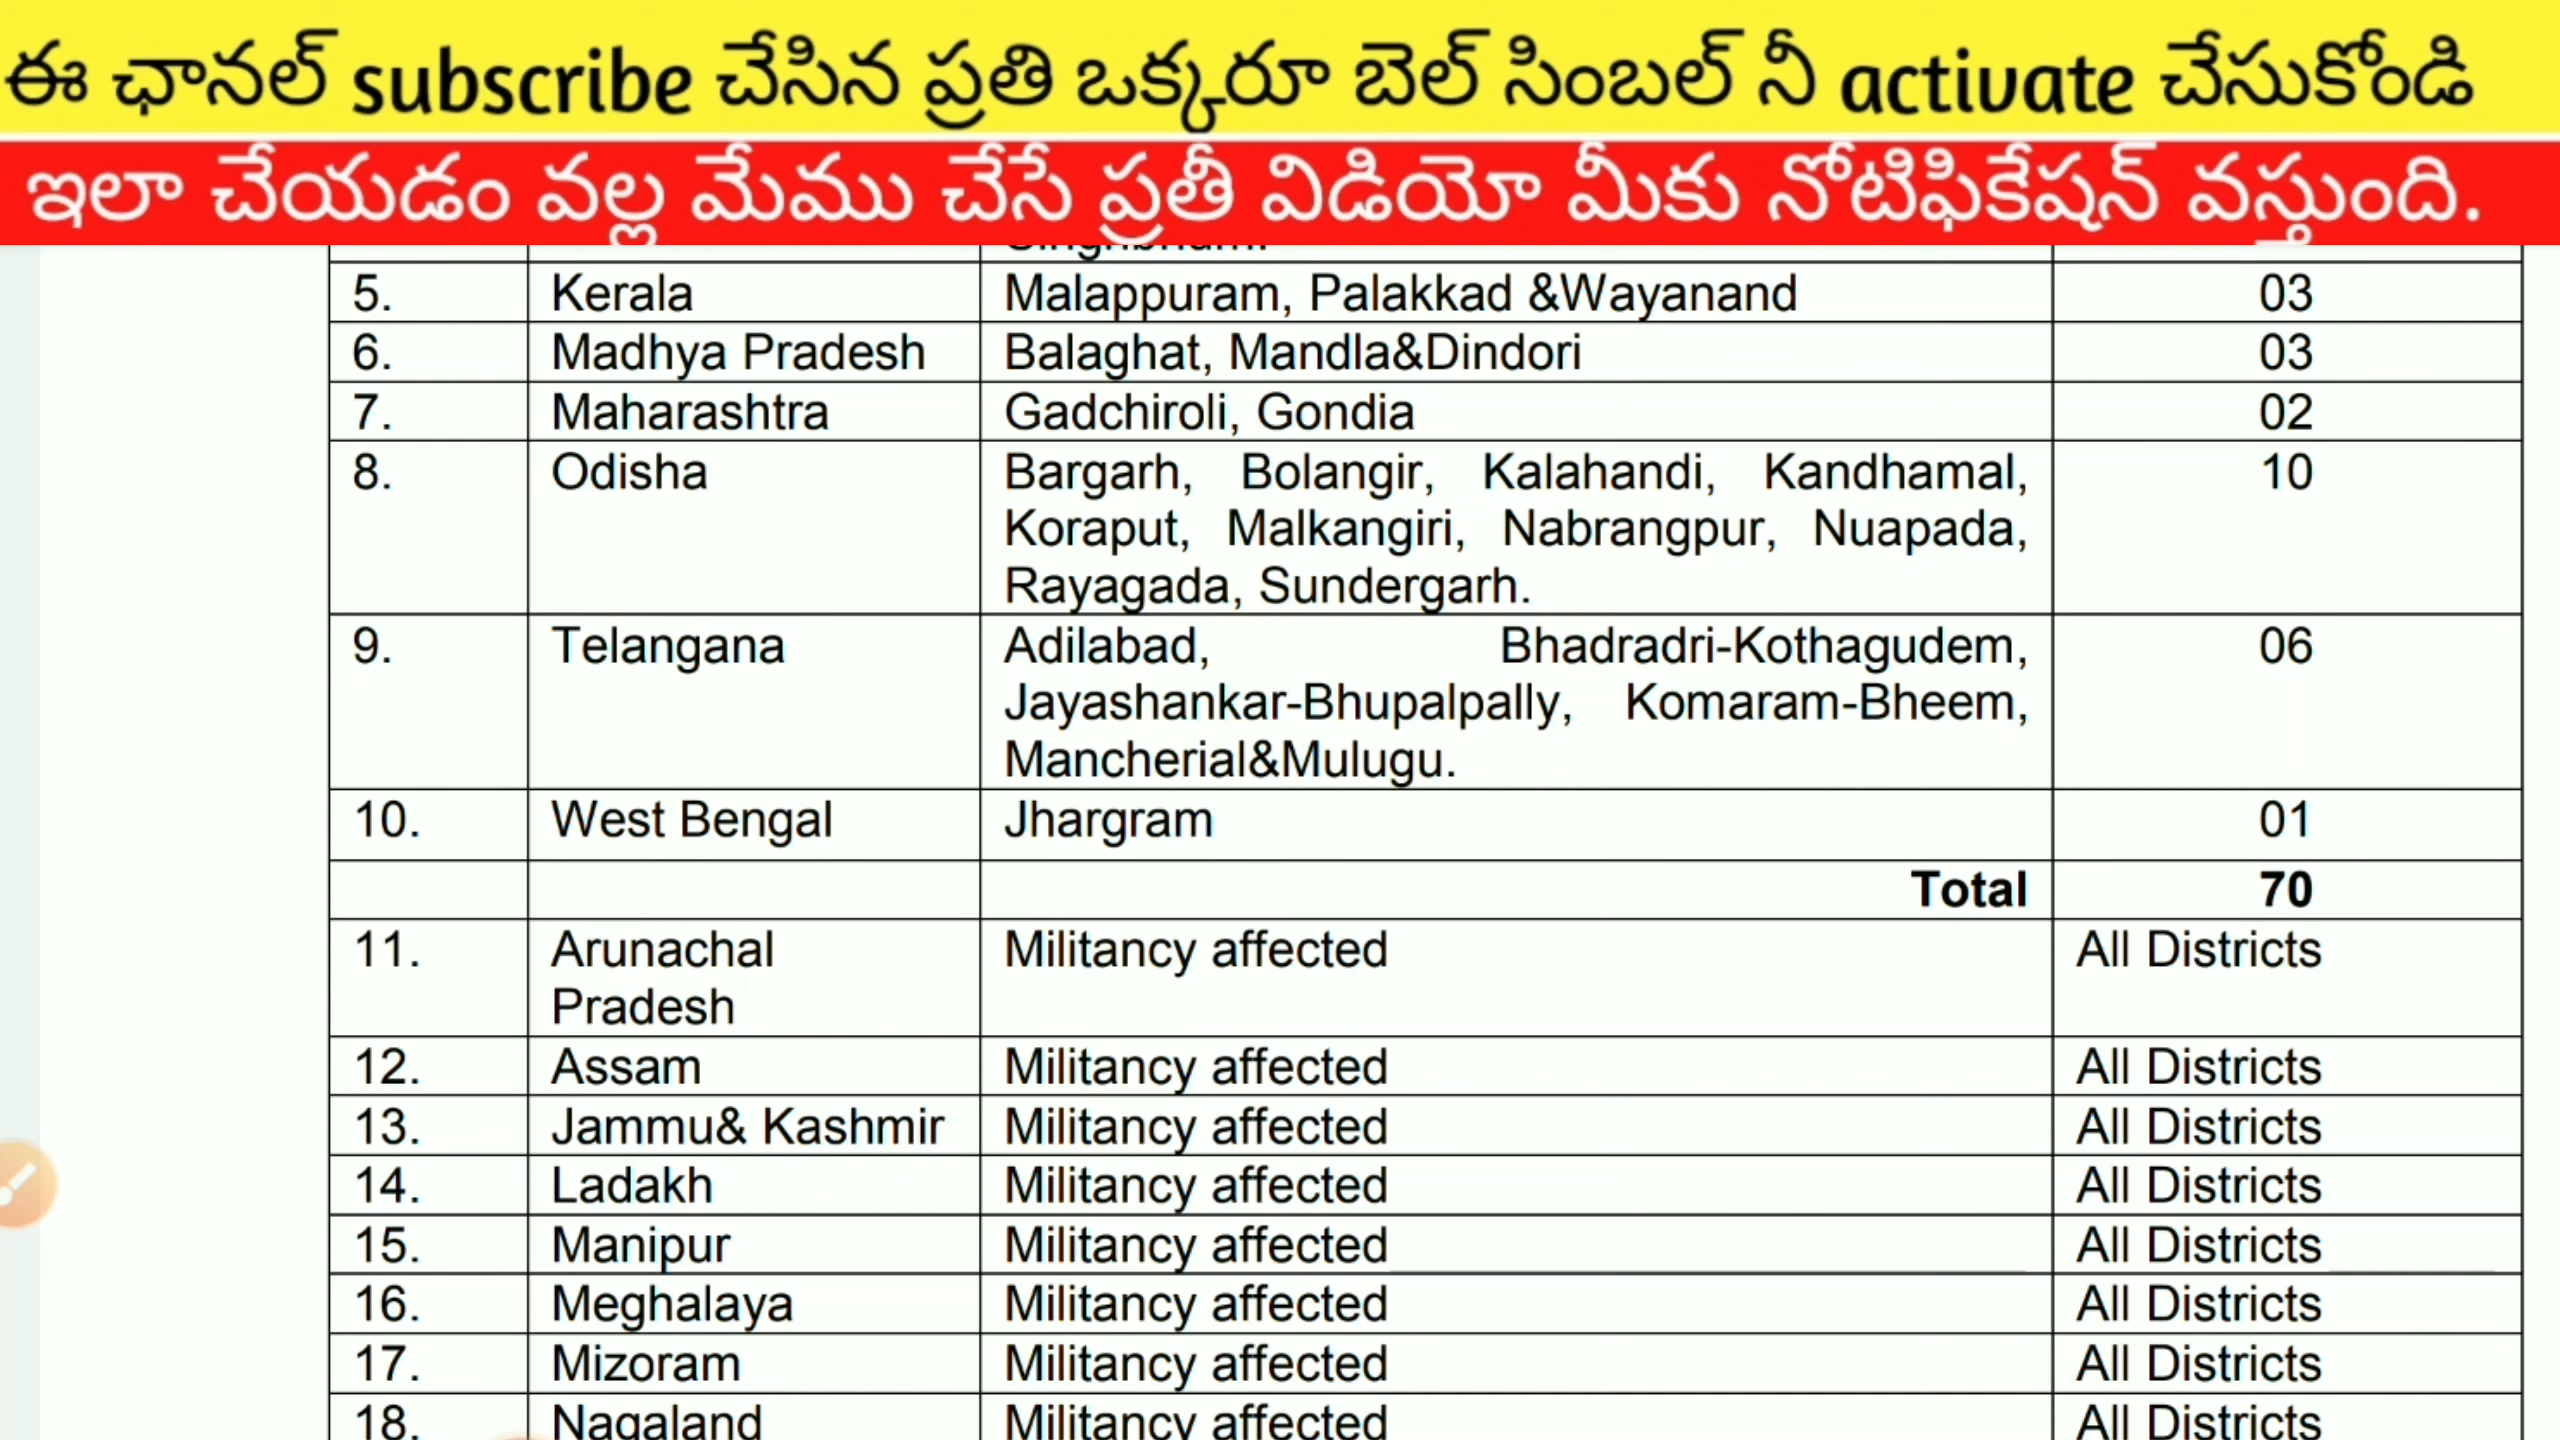 ఈ ఛానల్ subscribe చేసిన ప్రతి ఒక్కరూ బెల్ సింబల్ నీ activate చేసుకోండి
ఇలా చేయడం వల్ల మేము చేసే ప్రతీ విడియో మీకు నోటిఫికేషన్ వస్తుంది.
5. Kerala Malappuram, Palakkad &Wayanand 03
6. Madhya Pradesh Balaghat, Mandla&Dindori 03
7. Maharashtra Gadchiroli, Gondia 02
8. Odisha Bargarh, Bolangir, Kalahandi, Kandhamal, 10
Koraput, Malkangiri, Nabrangpur, Nuapada,
Rayagada, Sundergarh.
9. Telangana Adilabad, Bhadradri-Kothagudem, 06
Jayashankar-Bhupalpally, Komaram-Bheem,
Mancherial&Mulugu.
10. West Bengal Jhargram 01
Total 70
11. Arunachal Militancy affected All Districts
Pradesh
12. Assam Militancy affected All Districts
13. Jammu& Kashmir Militancy affected All Districts
14. Ladakh Militancy affected All Districts
15. Manipur Militancy affected All Districts
16. Meghalaya Militancy affected All Districts
17. Mizoram Militancy affected All Districts
18. Nagaland Militancy affected All Districts